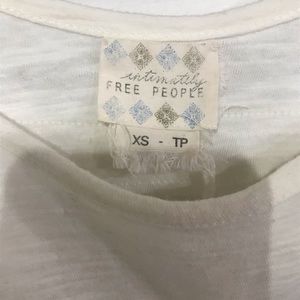 intimately
FREE PEOPLE
XS - TP